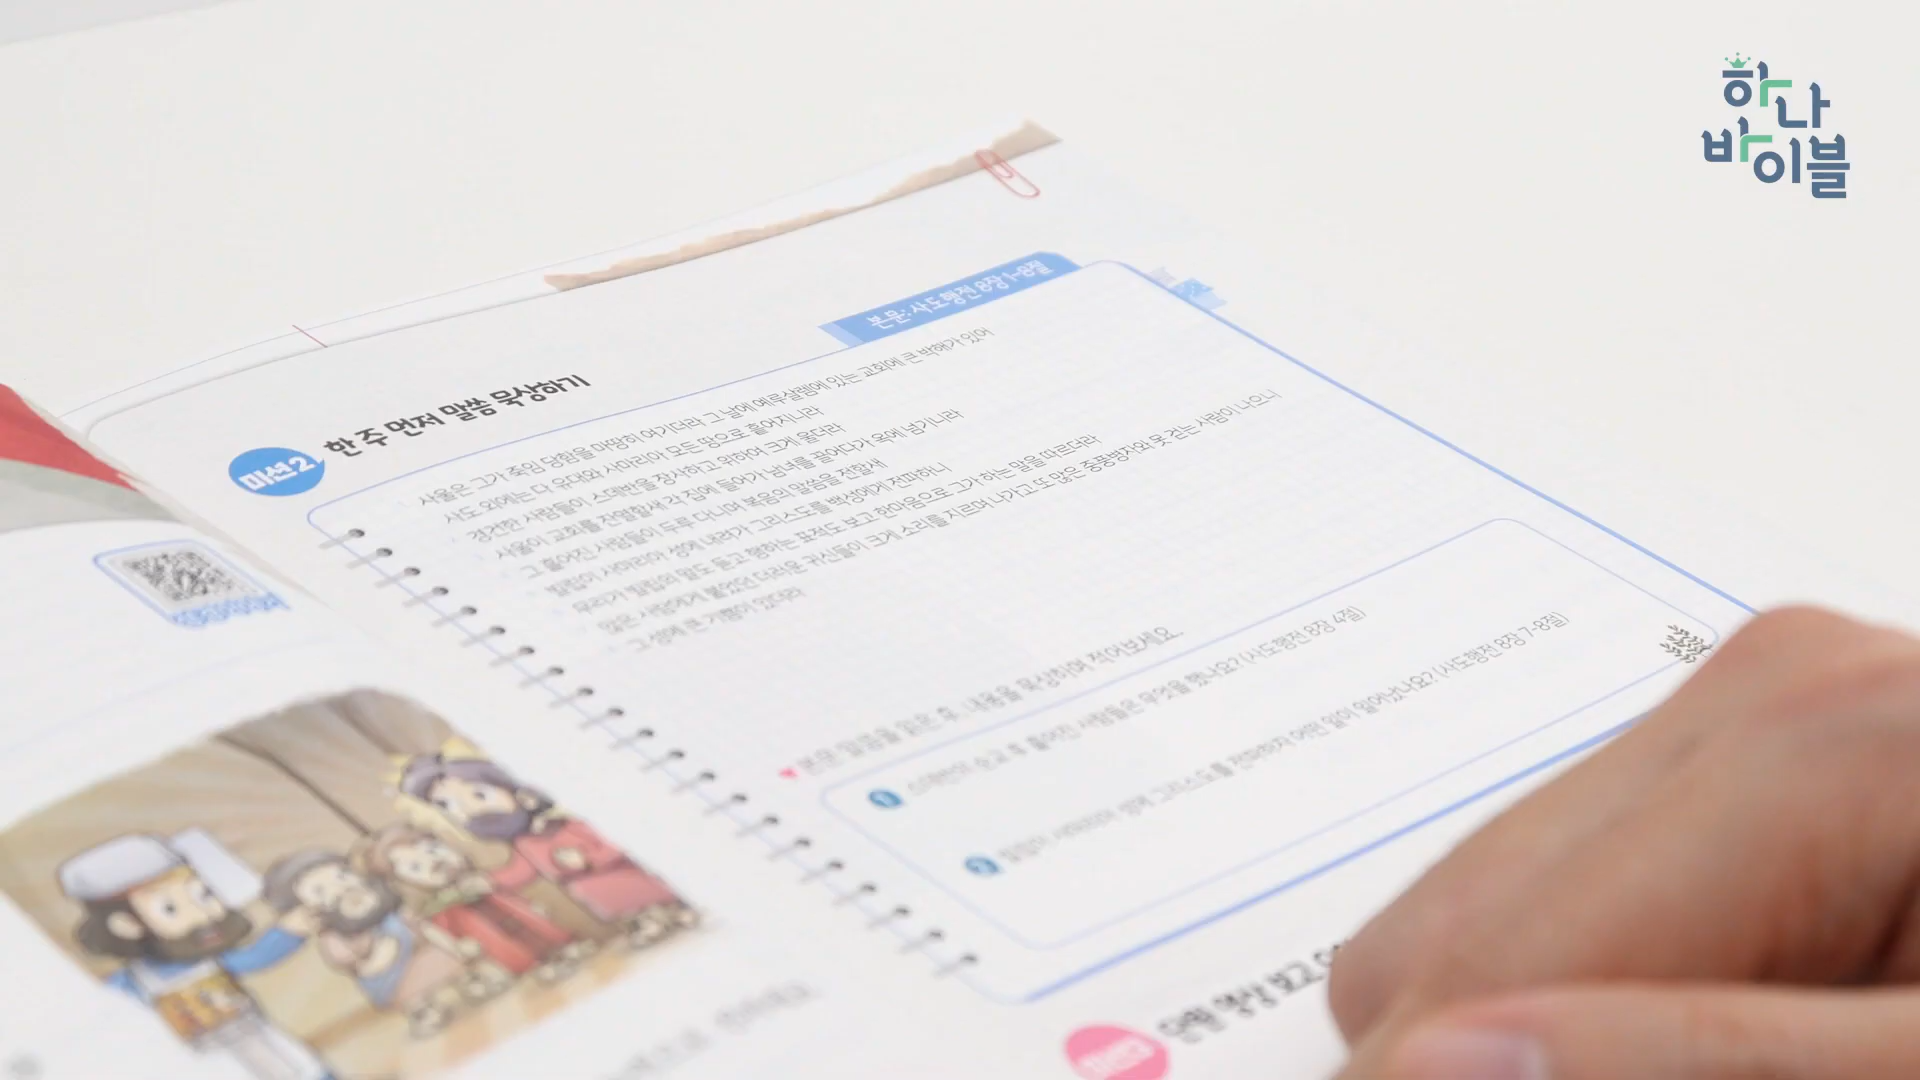 하나
바이블
본문: 사도행전 8장 1-8절
미션2 한 주 먼저 말씀 묵상하기
사울은 그가 죽임 당함을 마땅히 여기더라 그 날에 예루살렘에 있는 교회에 큰 박해가 있어
사도 외에는 다 유대와 사마리아 모든 땅으로 흩어지니라
경건한 사람들이 스데반을 장사하고 위하여 크게 울더라
사울이 교회를 잔멸할새 각 집에 들어가 남녀를 끌어다가 옥에 넘기니라
그 흩어진 사람들이 두루 다니며 복음의 말씀을 전할새
빌립이 사마리아 성에 내려가 그리스도를 백성에게 전파하니
무리가 빌립의 말도 듣고 행하는 표적도 보고 한마음으로 그가 하는 말을 따르더라
많은 사람에게 붙었던 더러운 귀신들이 크게 소리를 지르며 나가고 또 많은 중풍병자와 못 걷는 사람이 나으니
그 성에 큰 기쁨이 있더라
본문 말씀을 읽은 후, 내용을 묵상하며 적어보세요.
1 스데반의 순교 후 흩어진 사람들은 무엇을 했나요? (사도행전 8장 4절)
2 빌립이 사마리아 성에 그리스도를 전파하자 어떤 일이 일어났나요? (사도행전 8장 7-8절)
미션3 영상 보고